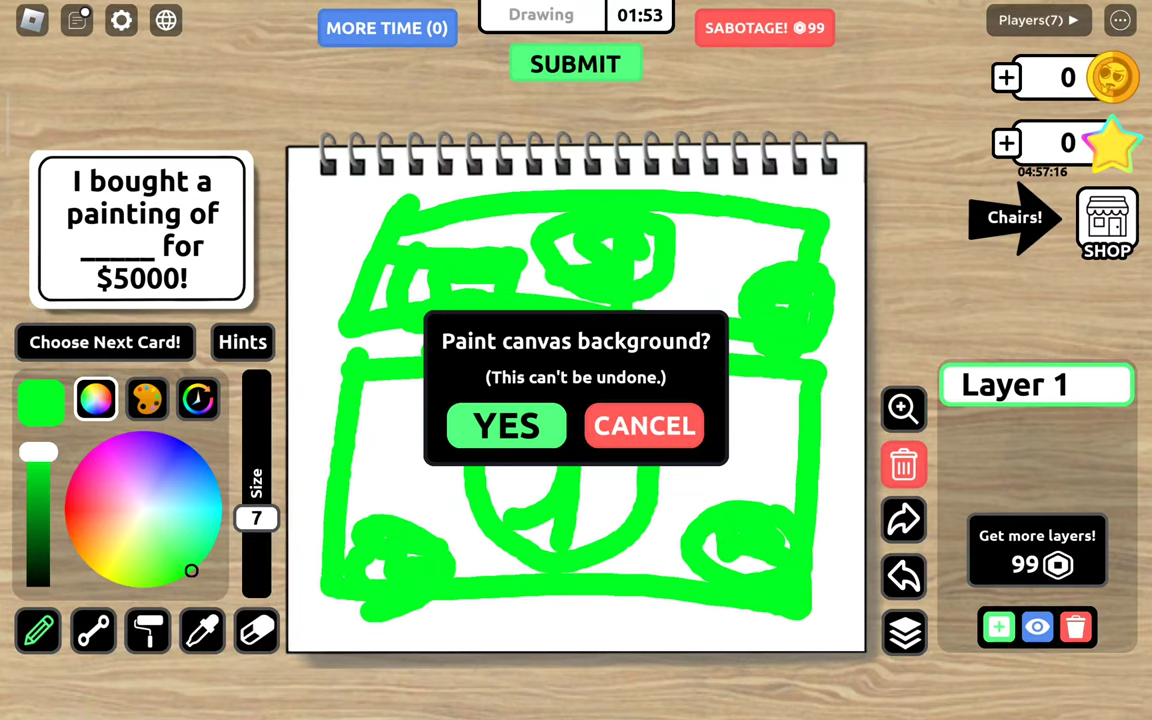 MORE TIME (0)
Drawing
01:53
SABOTAGE! 99
Players(7)
SUBMIT
0
0
04:57:16
Chairs!
SHOP
I bought a
painting of
_____ for
$5000!
Choose Next Card!
Hints
Size
7
Paint canvas background?
(This can't be undone.)
YES
CANCEL
Layer 1
Get more layers!
99